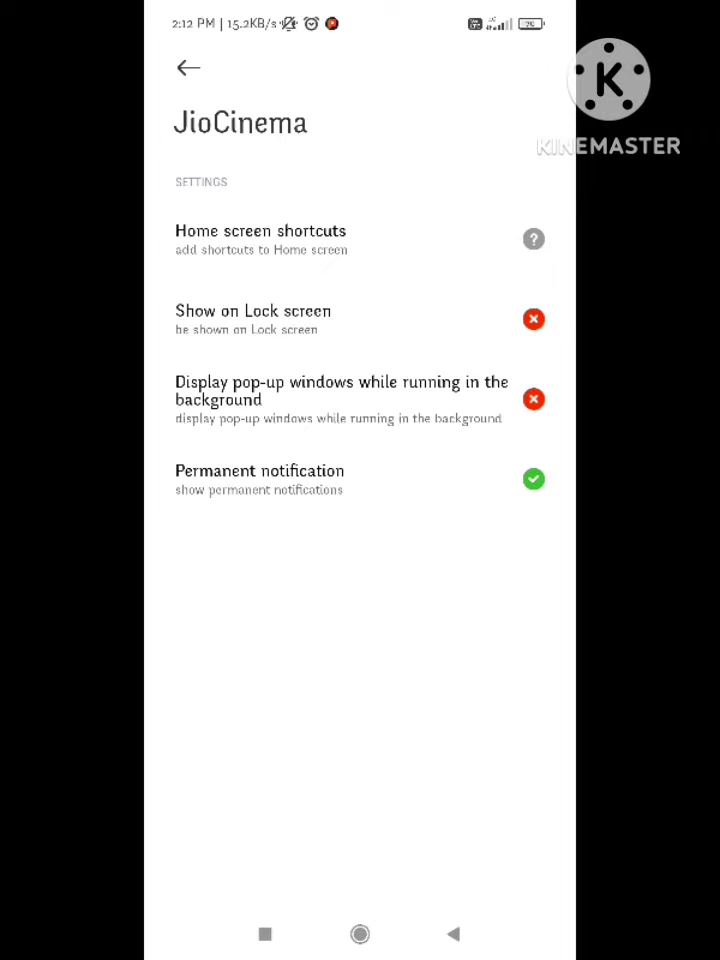 2:12 PM | 15.2KB/s
79
K
KINEMASTER
JioCinema
SETTINGS
Home screen shortcuts
add shortcuts to Home screen
?
Show on Lock screen
be shown on Lock screen
Display pop-up windows while running in the
background
display pop-up windows while running in the background
Permanent notification
show permanent notifications